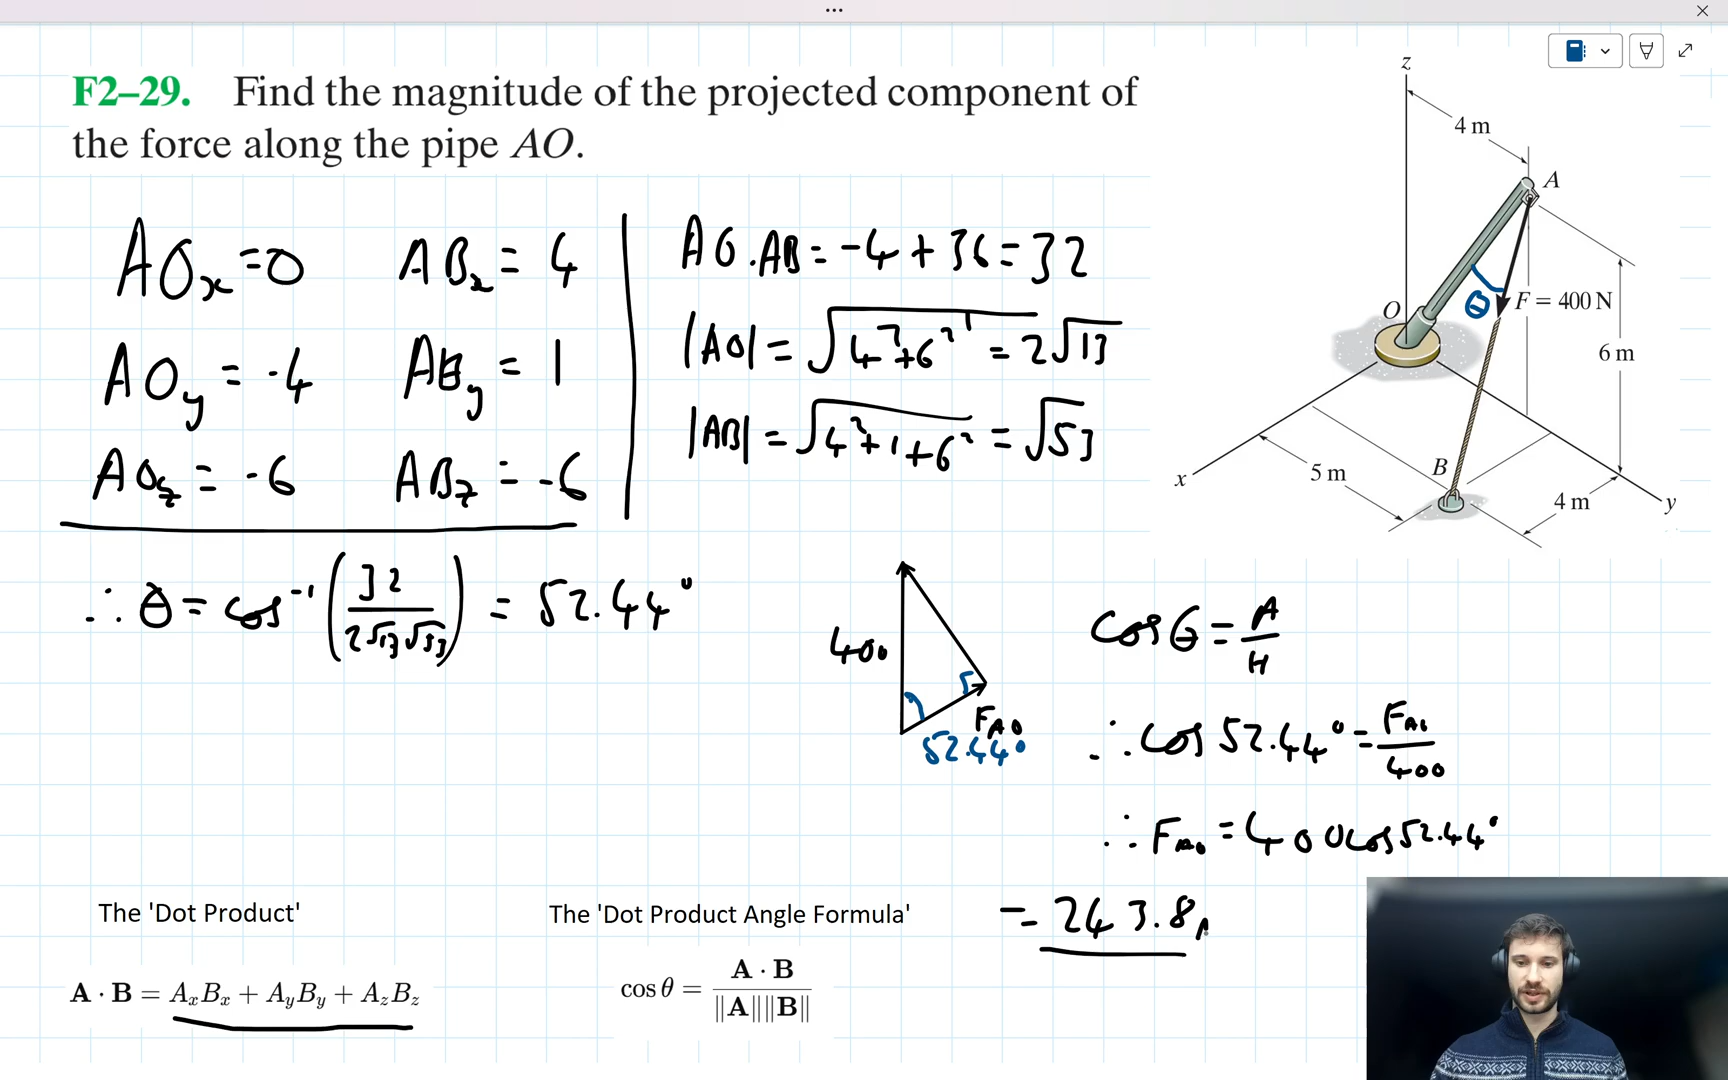 F2–29. Find the magnitude of the projected component of
the force along the pipe AO.
AOx = 0
ABx = 4
AOy = -4
ABy = 1
AOz = -6
ABz = -6
AO.AB = -4 + 36 = 32
|AO| = √4²+6² = 2√13
|AB| = √4²+1+6² = √53
∴ θ = cos⁻¹ (32 / 2√13√53) = 52.44°
400
FAO
52.44°
cosθ = A/H
∴ cos 52.44° = FAO/400
∴ FAO = 400cos52.44°
= 243.8
z
4 m
A
θ
F = 400 N
O
6 m
x
5 m
B
4 m
y
The 'Dot Product'
A · B = AxBx + AyBy + AzBz
The 'Dot Product Angle Formula'
cos θ = A · B / ‖A‖‖B‖